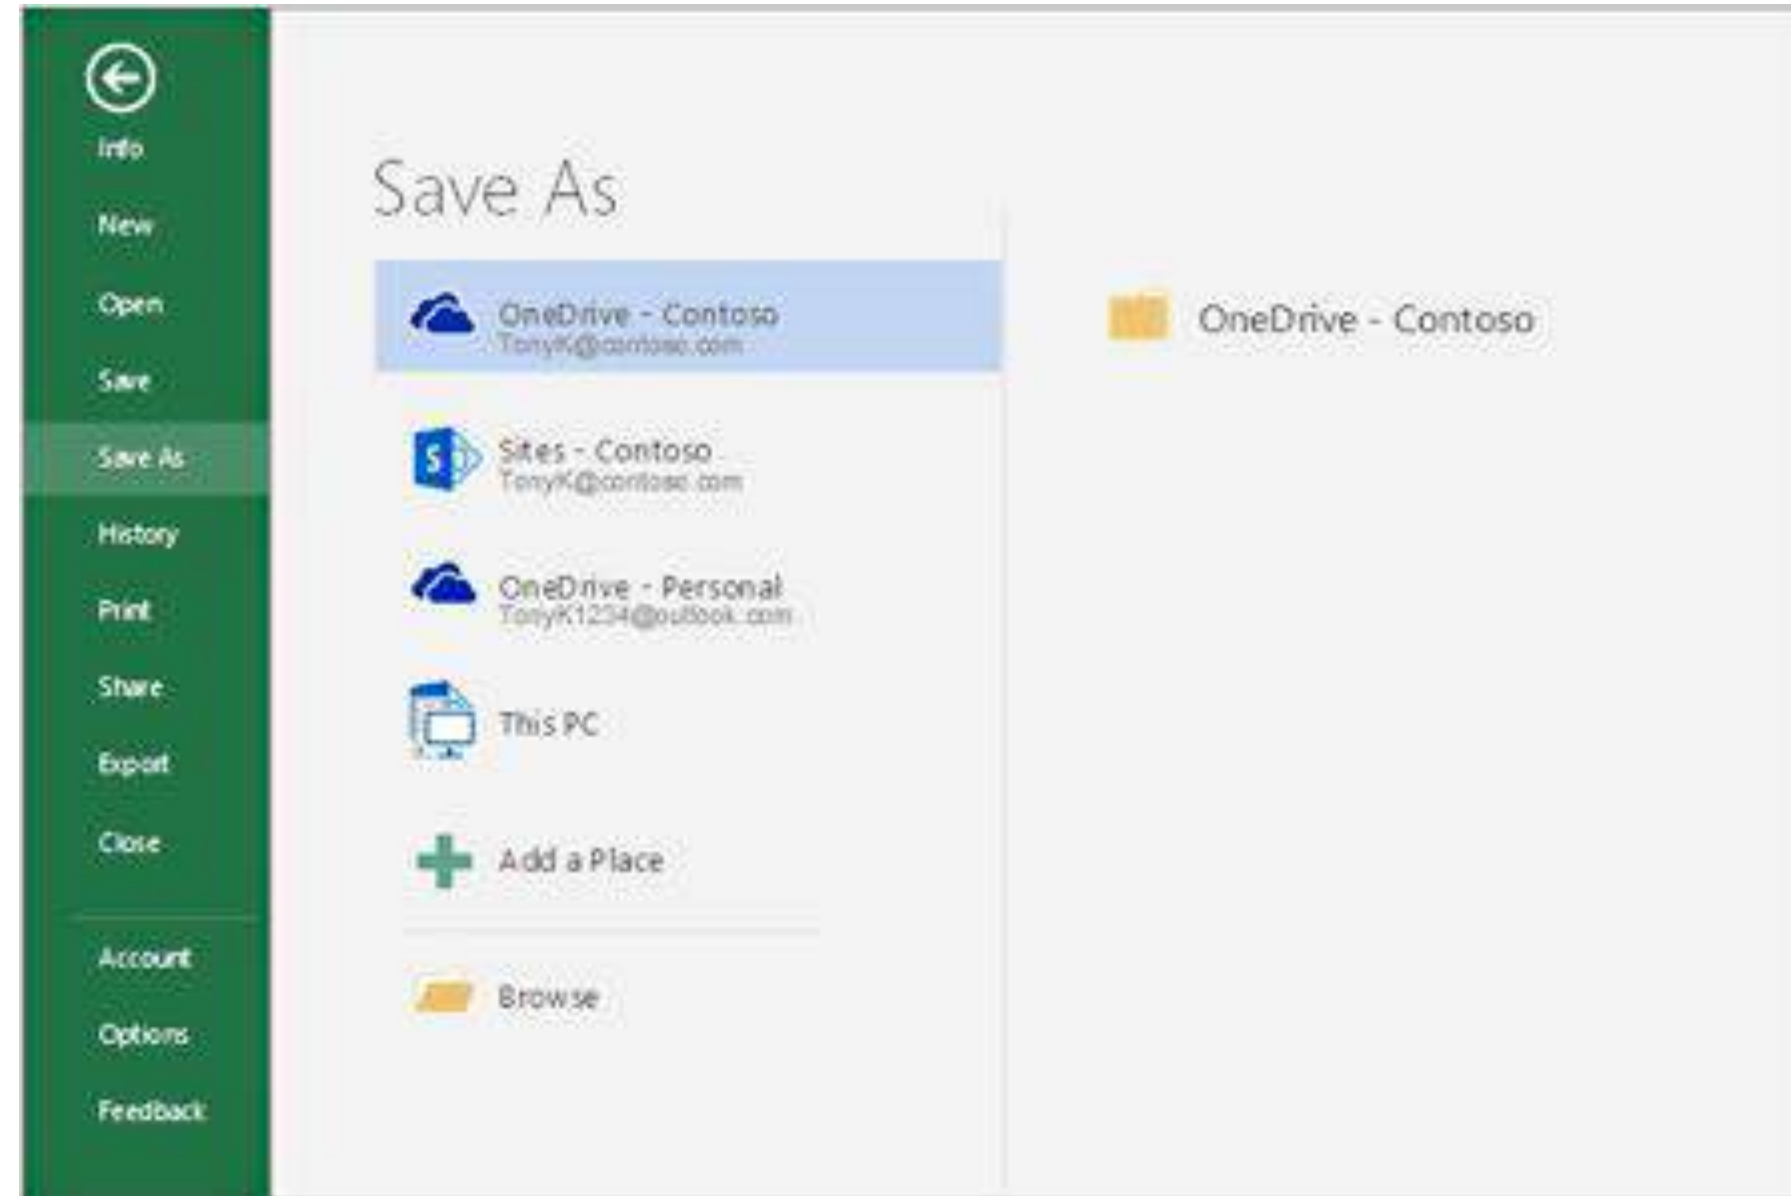 Info
New
Open
Save
Save As
History
Print
Share
Export
Close
Account
Options
Feedback
Save As
OneDrive - Contoso
TonyK@contoso.com
Sites - Contoso
TonyK@contoso.com
OneDrive - Personal
TonyK1234@outlook.com
This PC
Add a Place
Browse
OneDrive - Contoso